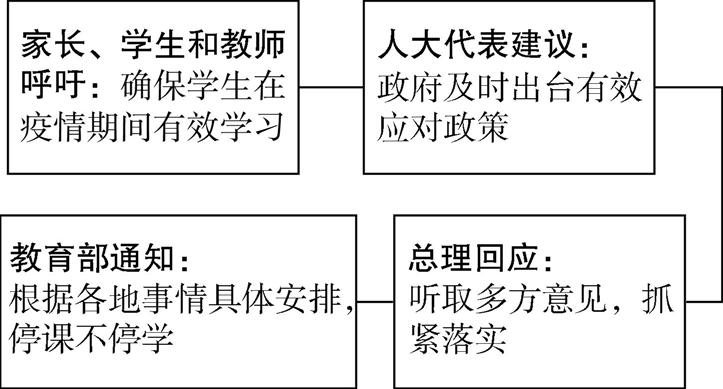 家长、学生和教师
呼吁：确保学生在
疫情期间有效学习
人大代表建议：
政府及时出台有效
应对政策
总理回应：
听取多方意见，抓
紧落实
教育部通知：
根据各地事情具体安排，
停课不停学